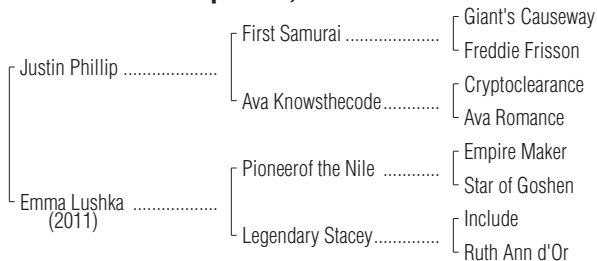 Giant's Causeway
First Samurai ....................
Freddie Frisson
Justin Phillip ....................
Cryptoclearance
Ava Knowsthecode............
Ava Romance
Empire Maker
Pioneerof the Nile ............
Star of Goshen
Emma Lushka ..................
(2011)
Include
Legendary Stacey..............
Ruth Ann d'Or